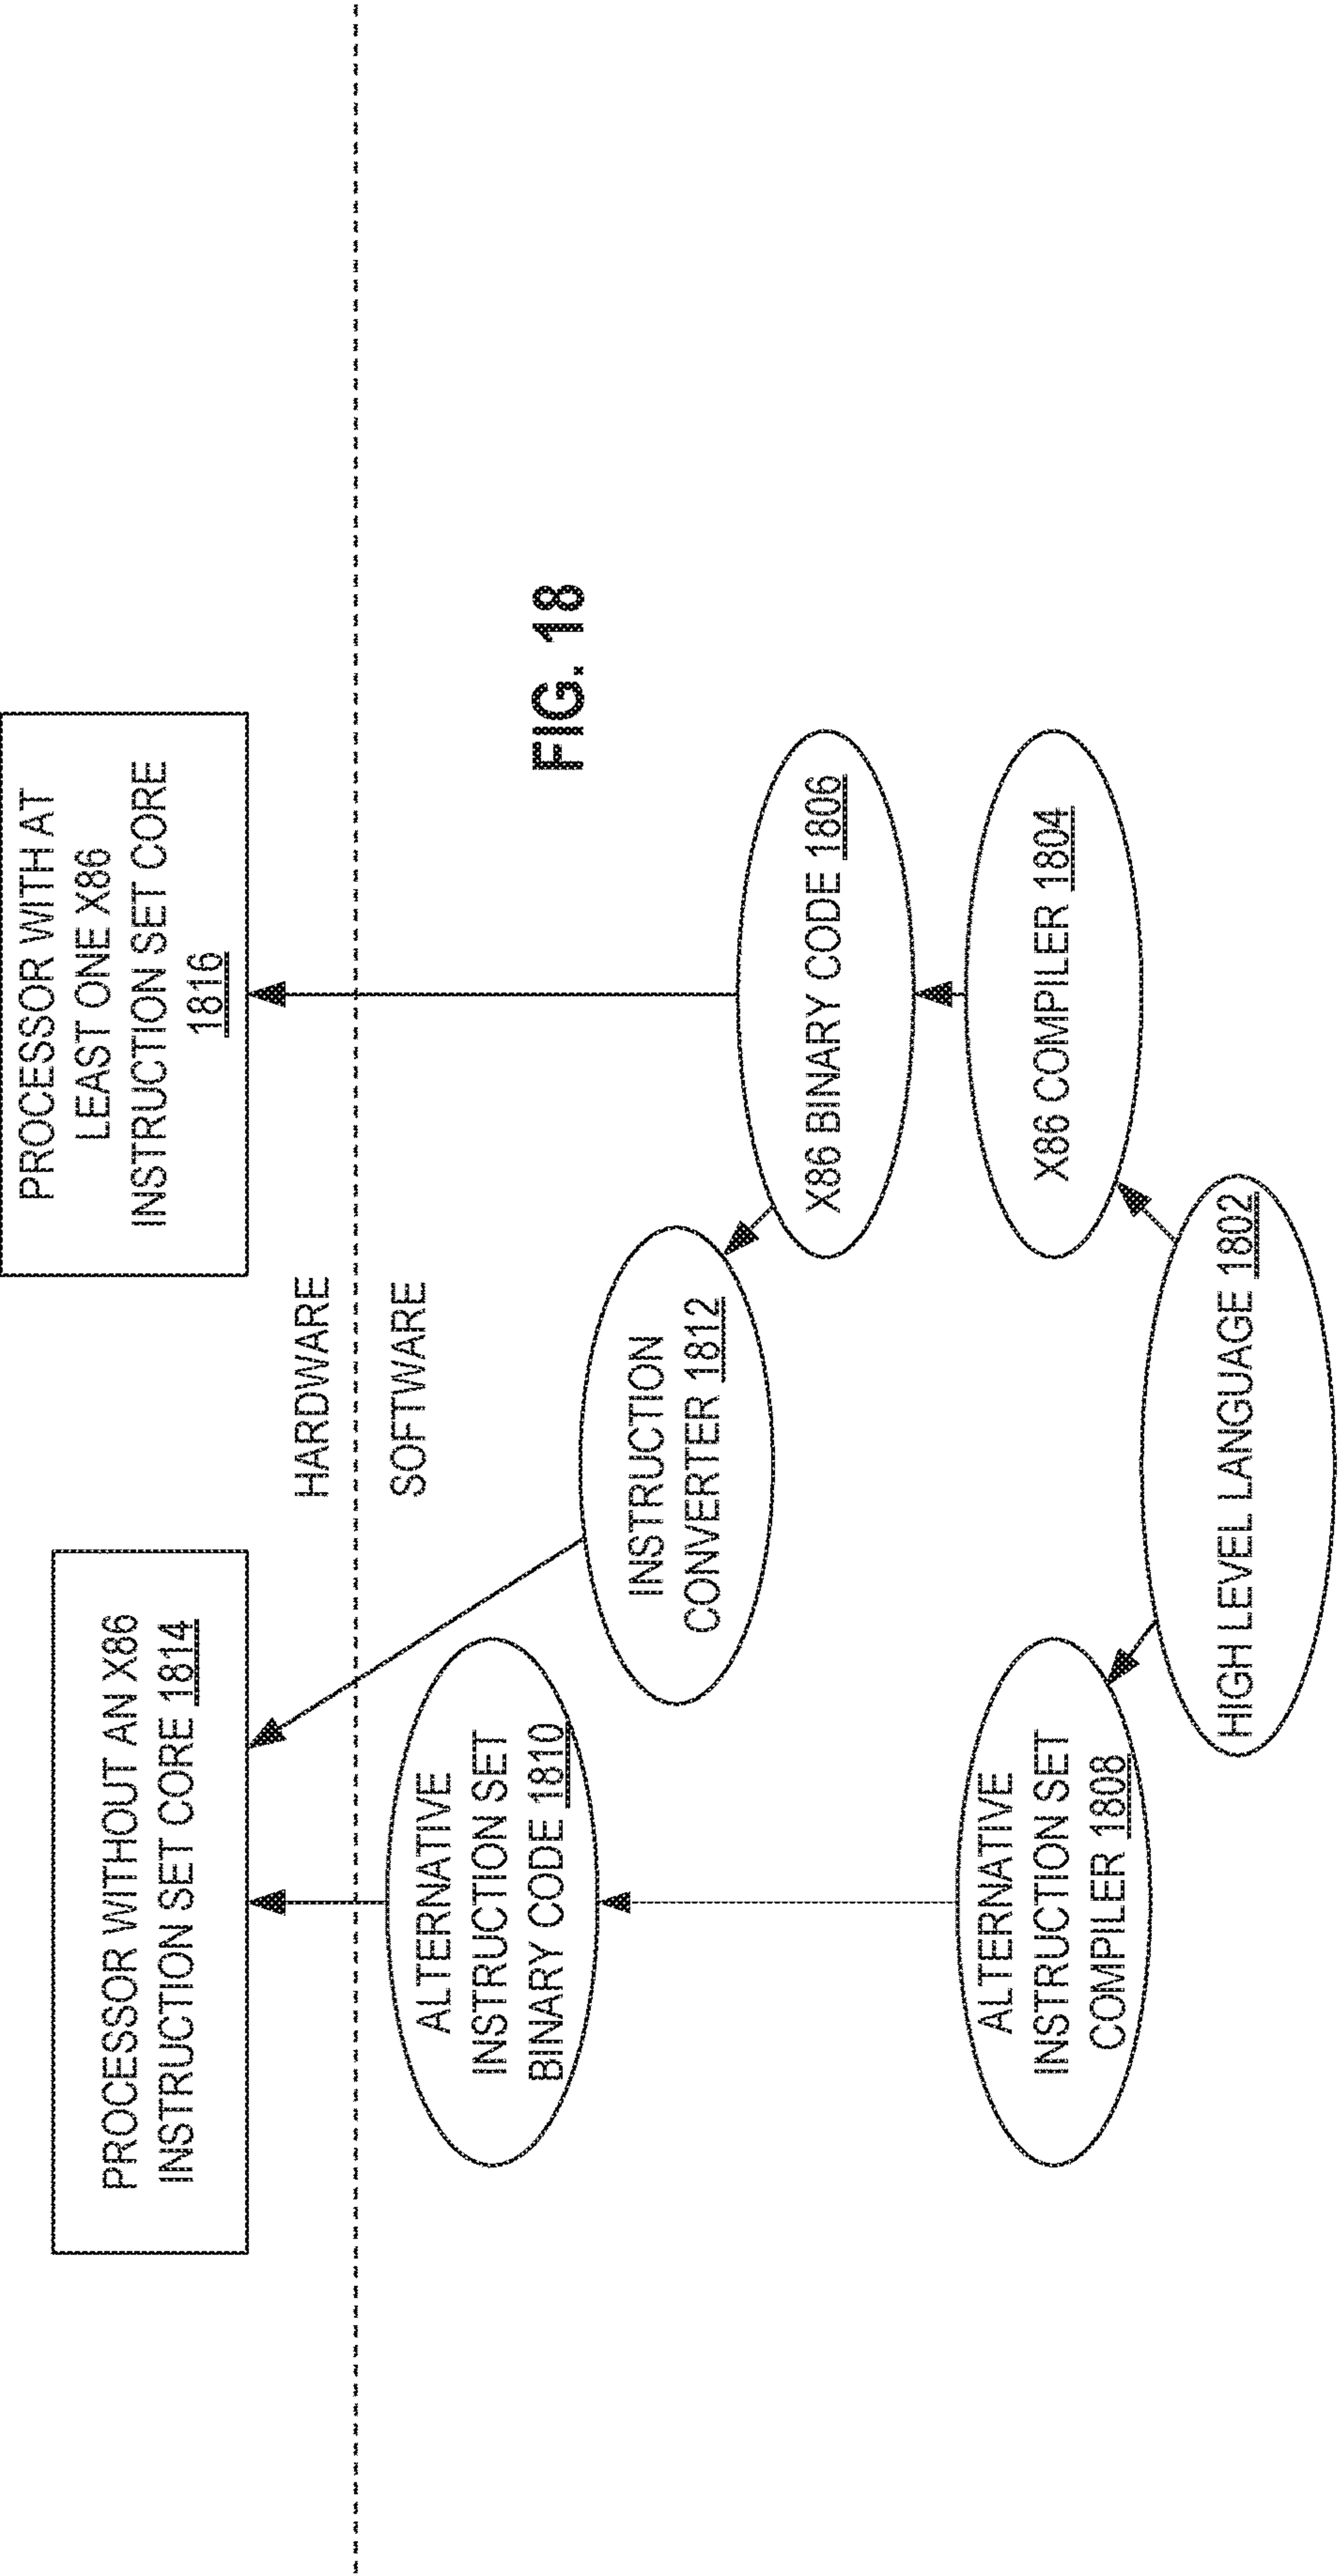 PROCESSOR WITHOUT AN X86
INSTRUCTION SET CORE 1814
PROCESSOR WITH AT
LEAST ONE X86
INSTRUCTION SET CORE
1816
HARDWARE
SOFTWARE
ALTERNATIVE
INSTRUCTION SET
BINARY CODE 1810
FIG. 18
INSTRUCTION
CONVERTER 1812
X86 BINARY CODE 1806
ALTERNATIVE
INSTRUCTION SET
COMPILER 1808
X86 COMPILER 1804
HIGH LEVEL LANGUAGE 1802